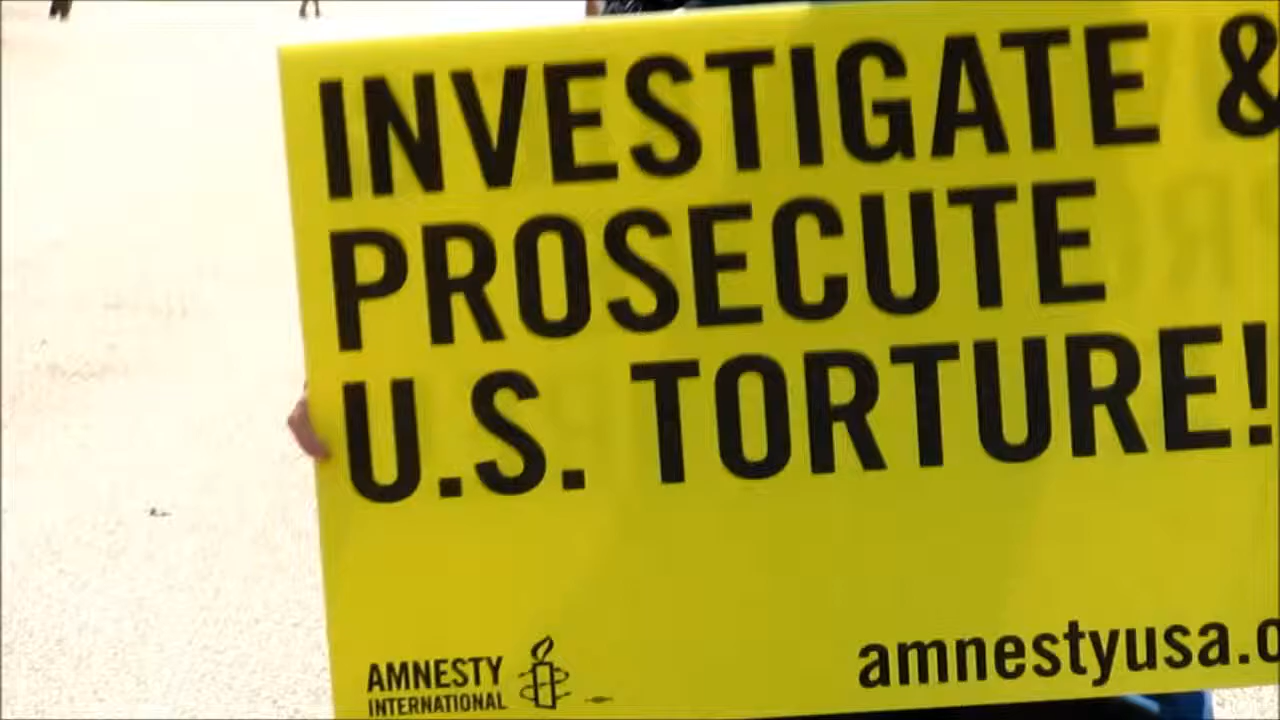 INVESTIGATE &
PROSECUTE
U.S. TORTURE!
AMNESTY
INTERNATIONAL
amnestyusa.o